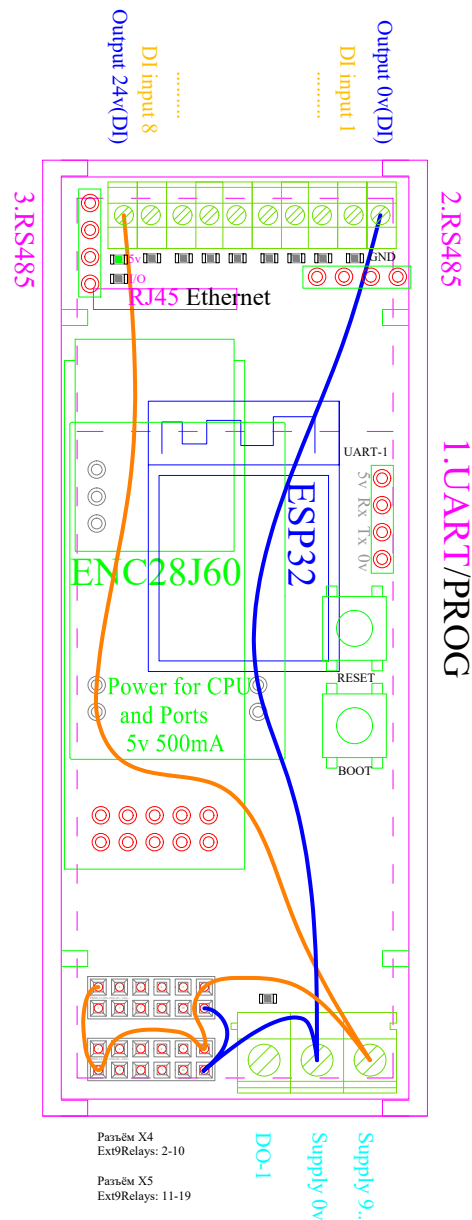 Output 24v(DI)
DI input 8
.........
.........
DI input 1
Output 0v(DI)
3.RS485
2.RS485
5v
I/O
GND
RJ45 Ethernet
1.UART/PROG
UART-1
5v Rx Tx 0v
ESP32
ENC28J60
RESET
Power for CPU
and Ports
5v 500mA
BOOT
DO-1
Supply 0v
Supply 9..
Разъём X4
Ext9Relays: 2-10
Разъём X5
Ext9Relays: 11-19